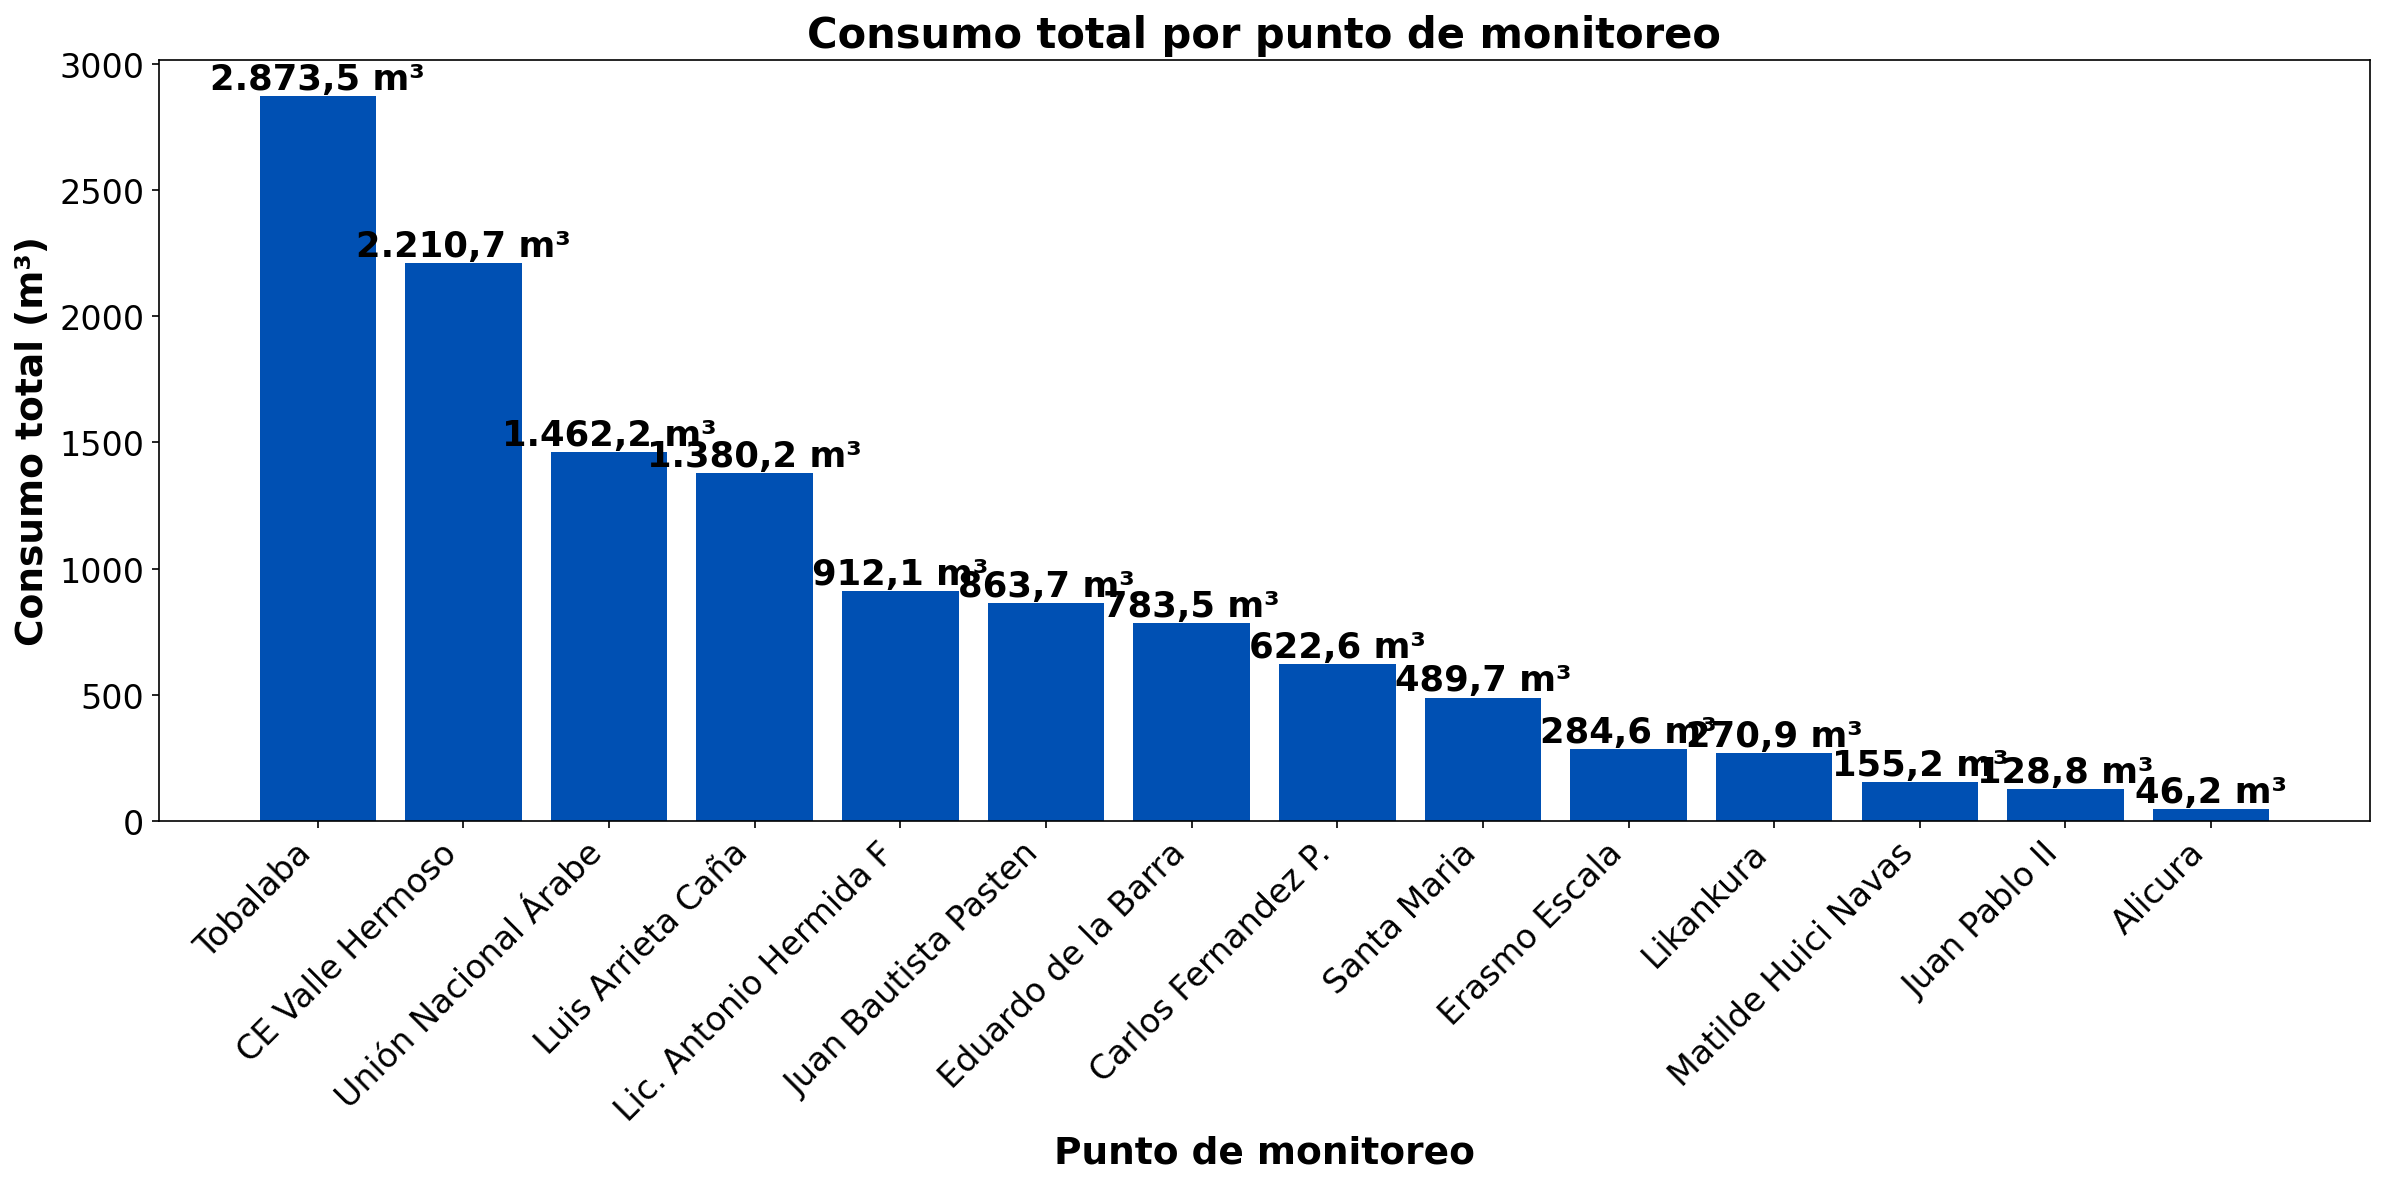 Consumo total por punto de monitoreo
Consumo total (m³)
3000
2500
2000
1500
1000
500
0
2.873,5 m³
2.210,7 m³
1.462,2 m³
1.380,2 m³
912,1 m³
863,7 m³
783,5 m³
622,6 m³
489,7 m³
284,6 m³
270,9 m³
155,2 m³
128,8 m³
46,2 m³
Tobalaba
CE Valle Hermoso
Unión Nacional Árabe
Luis Arrieta Caña
Lic. Antonio Hermida F
Juan Bautista Pasten
Eduardo de la Barra
Carlos Fernandez P.
Santa Maria
Erasmo Escala
Likankura
Matilde Huici Navas
Juan Pablo II
Alicura
Punto de monitoreo